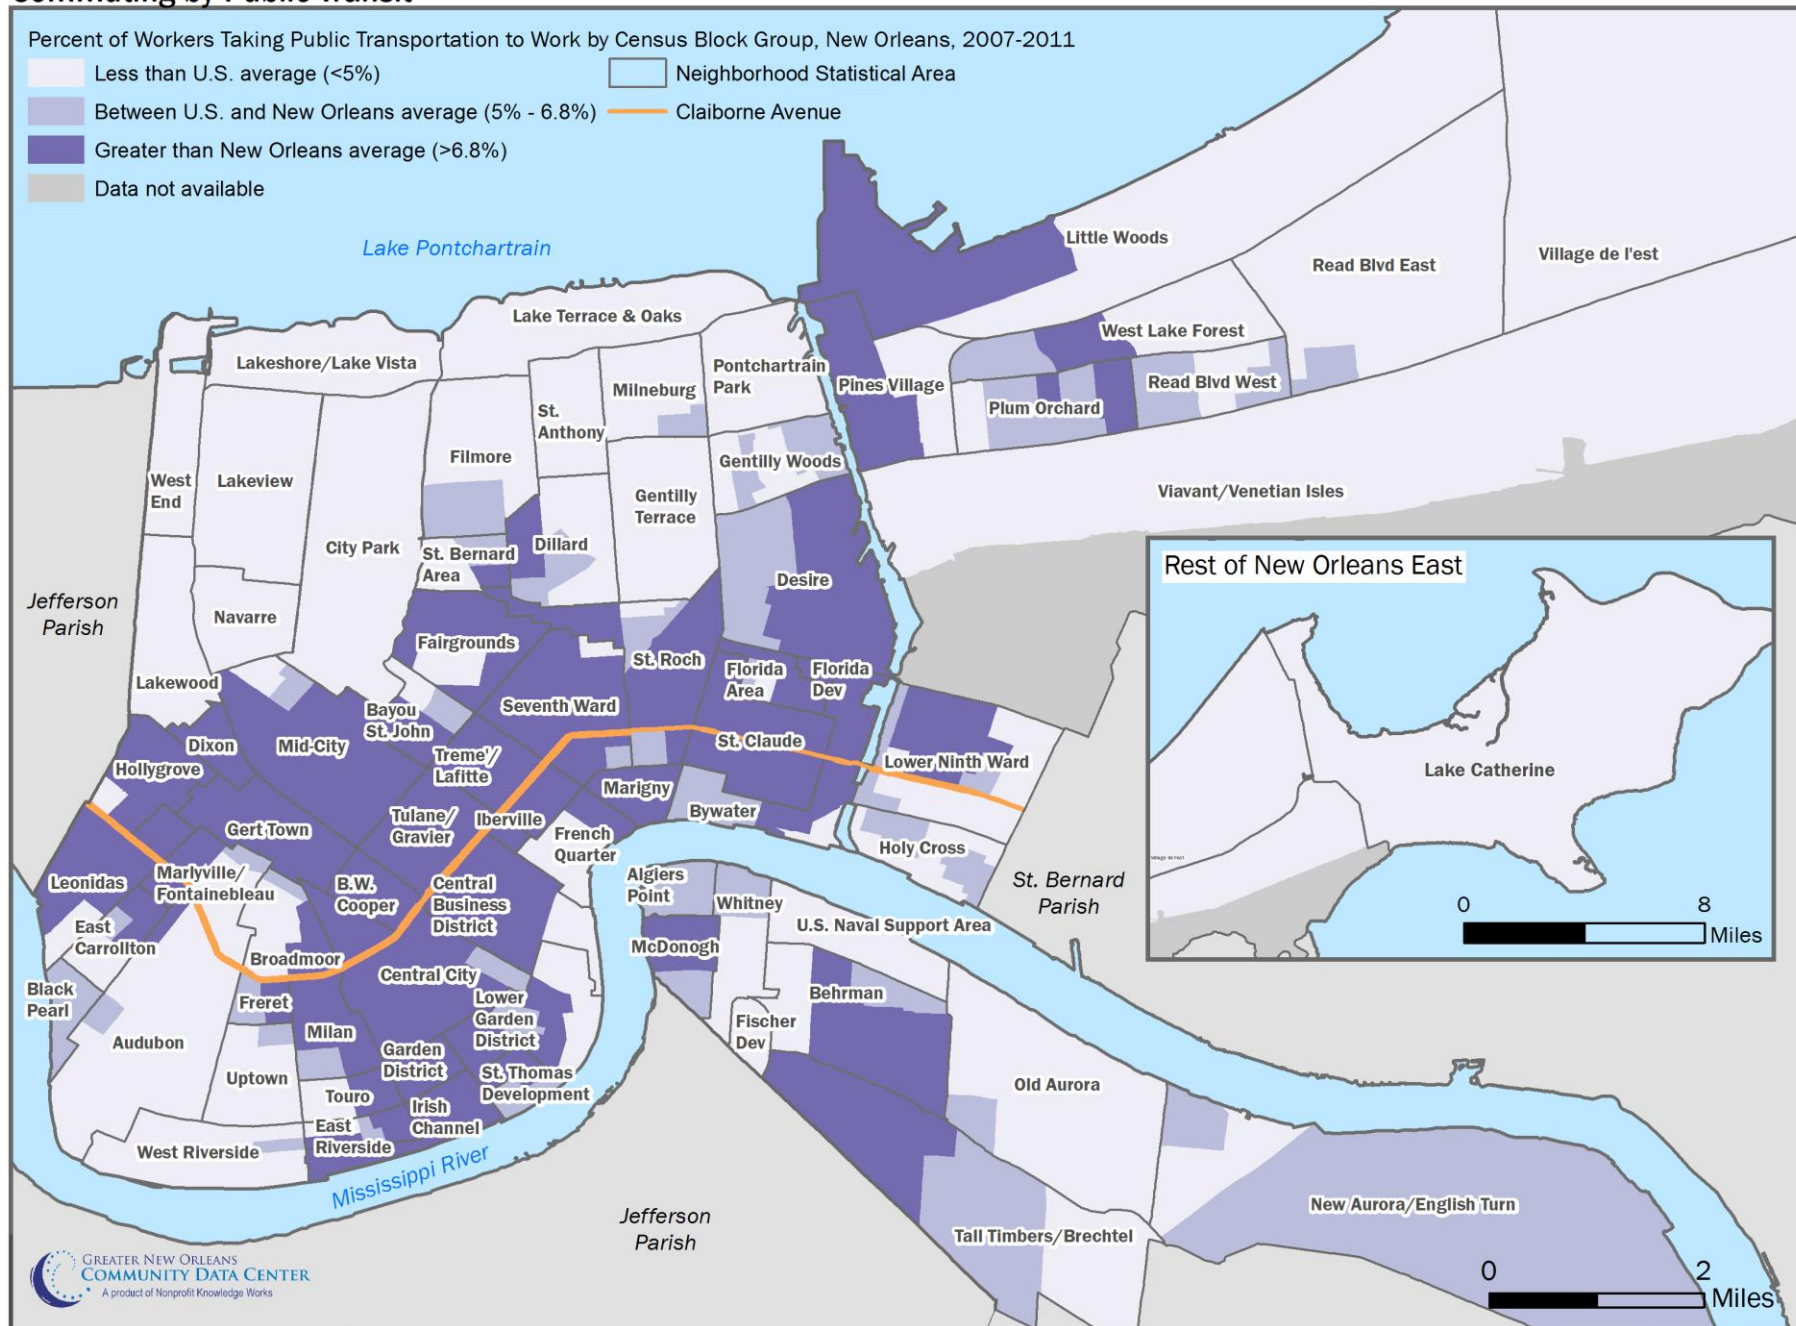 Commuting by Public Transit
Percent of Workers Taking Public Transportation to Work by Census Block Group, New Orleans, 2007-2011
Less than U.S. average (<5%)
Neighborhood Statistical Area
Between U.S. and New Orleans average (5% - 6.8%)
Claiborne Avenue
Greater than New Orleans average (>6.8%)
Data not available
Lake Pontchartrain
Little Woods
Read Blvd East
Village de l'est
Lake Terrace & Oaks
West Lake Forest
Lakeshore/Lake Vista
Pontchartrain
Park
Milneburg
Pines Village
Read Blvd West
Plum Orchard
St.
Anthony
Filmore
Gentilly Woods
West
End
Lakeview
Gentilly
Terrace
Viavant/Venetian Isles
City Park
St. Bernard
Area
Dillard
Desire
Jefferson
Parish
Navarre
Fairgrounds
Lakewood
St. Roch
Florida
Area
Florida
Dev
Bayou
St. John
Seventh Ward
Dixon
Mid-City
St. Claude
Hollygrove
Treme'/
Lafitte
Lower Ninth Ward
Marigny
Bywater
Tulane/
Gravier
Iberville
Gert Town
French
Quarter
Holy Cross
Leonidas
Marlyville/
Fontainebleau
B.W.
Cooper
Central
Business
District
Algiers
Point
Whitney
St. Bernard
Parish
East
Carrollton
U.S. Naval Support Area
McDonogh
Broadmoor
Central City
Black
Pearl
Freret
Lower
Garden
District
Behrman
Milan
Fischer
Dev
Audubon
Garden
District
Uptown
St. Thomas
Development
Old Aurora
Touro
Irish
Channel
East
Riverside
West Riverside
Mississippi River
Jefferson
Parish
New Aurora/English Turn
Tall Timbers/Brechtel
Rest of New Orleans East
Lake Catherine
Village de l'est
0 8
Miles
0 2
Miles
GREATER NEW ORLEANS
COMMUNITY DATA CENTER
A product of Nonprofit Knowledge Works